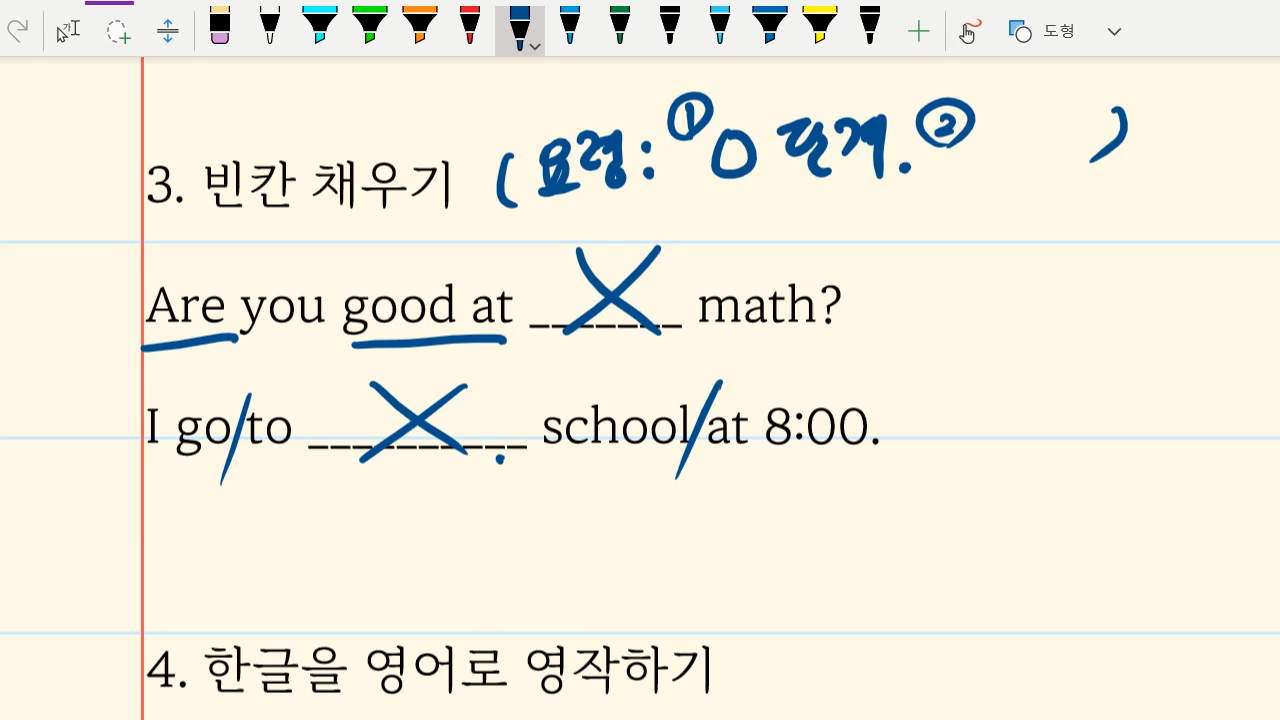 도형
3. 빈칸 채우기 (요령: ① 0 단계. ② )
Are you good at _______ math?
I go/to __________ school/at 8:00.
4. 한글을 영어로 영작하기